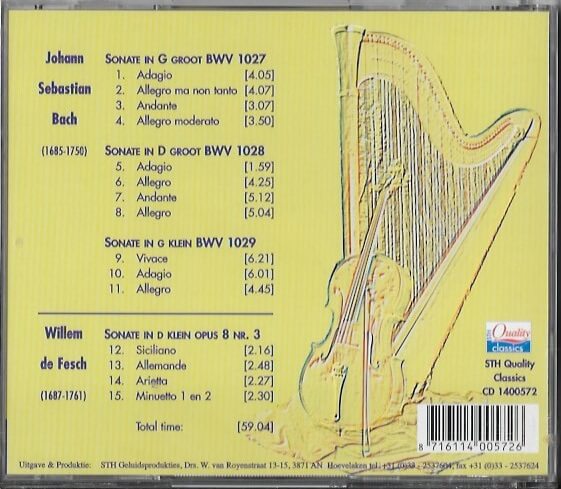 Johann
Sebastian
Bach
(1685-1750)
SONATE IN G GROOT BWV 1027
1. Adagio [4.05]
2. Allegro ma non tanto [4.07]
3. Andante [3.07]
4. Allegro moderato [3.50]
SONATE IN D GROOT BWV 1028
5. Adagio [1.59]
6. Allegro [4.25]
7. Andante [5.12]
8. Allegro [5.04]
SONATE IN G KLEIN BWV 1029
9. Vivace [6.21]
10. Adagio [6.01]
11. Allegro [4.45]
Willem
de Fesch
(1687-1761)
SONATE IN D KLEIN OPUS 8 NR. 3
12. Siciliano [2.16]
13. Allemande [2.48]
14. Arietta [2.27]
15. Minuetto 1 en 2 [2.30]
Total time: [59.04]
STH
Quality
classics
STH Quality
Classics
CD 1400572
8 716114 005726
Uitgave & Produktie: STH Geluidsprodukties, Drs. W. van Royenstraat 13-15, 3871 AN Hoevelaken tel. +31 (0)33 - 2537604, fax +31 (0)33 - 2537624